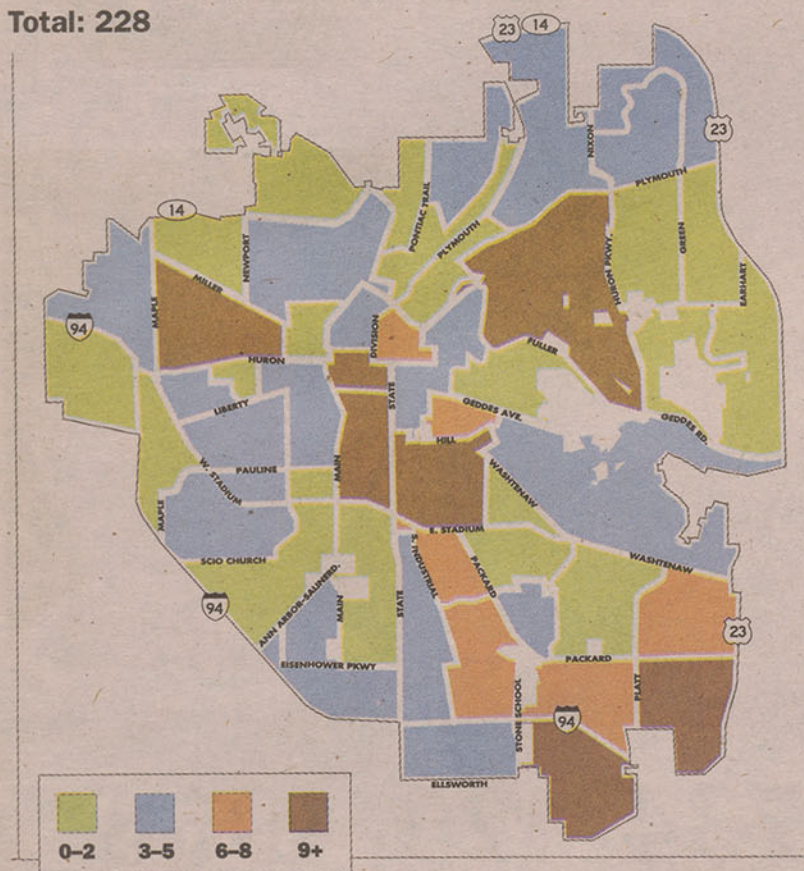 Total: 228
23
14
23
NIXON
PLYMOUTH
PONTIAC TRAIL
14
PLYMOUTH
GREEN
NEWPORT
HURON PKWY.
EARHART
MILLER
MAPLE
94
DIVISION
FULLER
HURON
STATE
LIBERTY
GEDDES AVE.
GEDDES RD.
HILL
W. STADIUM
PAULINE
MAIN
WASHTENAW
MAPLE
E. STADIUM
SCIO CHURCH
S. INDUSTRIAL
PACKARD
WASHTENAW
ANN ARBOR-SALINE RD.
MAIN
STATE
94
23
EISENHOWER PKWY
PACKARD
PLATT
STONE SCHOOL
94
ELLSWORTH
0–2
3–5
6–8
9+